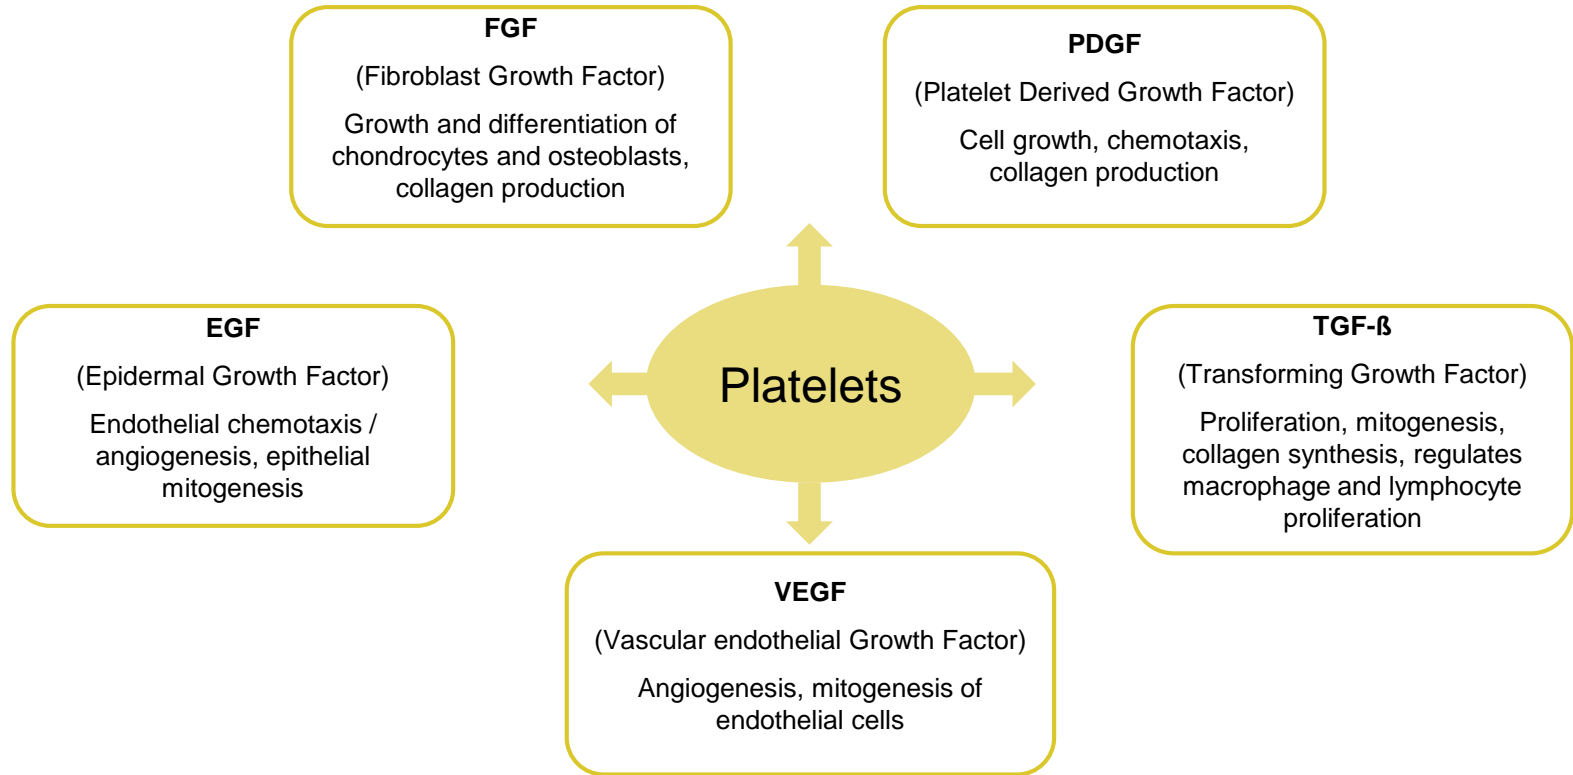 FGF
(Fibroblast Growth Factor)
Growth and differentiation of
chondrocytes and osteoblasts,
collagen production
PDGF
(Platelet Derived Growth Factor)
Cell growth, chemotaxis,
collagen production
EGF
(Epidermal Growth Factor)
Endothelial chemotaxis /
angiogenesis, epithelial
mitogenesis
Platelets
TGF-ß
(Transforming Growth Factor)
Proliferation, mitogenesis,
collagen synthesis, regulates
macrophage and lymphocyte
proliferation
VEGF
(Vascular endothelial Growth Factor)
Angiogenesis, mitogenesis of
endothelial cells